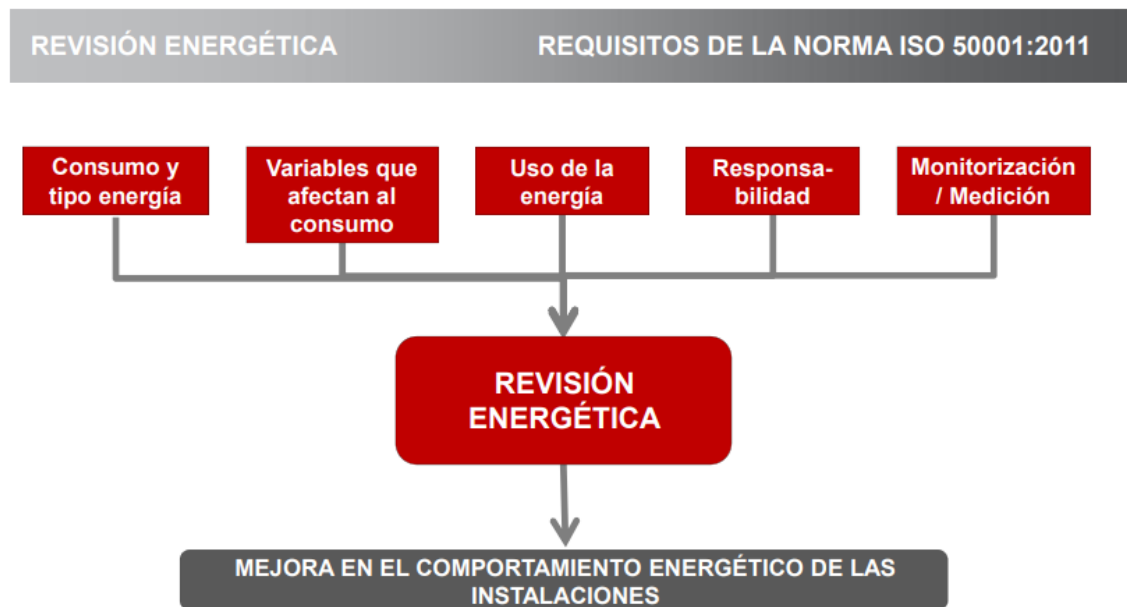 REVISIÓN ENERGÉTICA
REQUISITOS DE LA NORMA ISO 50001:2011
Consumo y
tipo energía
Variables que
afectan al
consumo
Uso de la
energía
Responsa-
bilidad
Monitorización
/ Medición
REVISIÓN
ENERGÉTICA
MEJORA EN EL COMPORTAMIENTO ENERGÉTICO DE LAS
INSTALACIONES